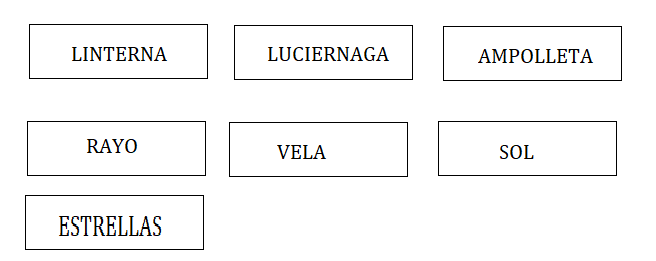 LINTERNA
LUCIERNAGA
AMPOLLETA
RAYO
VELA
SOL
ESTRELLAS